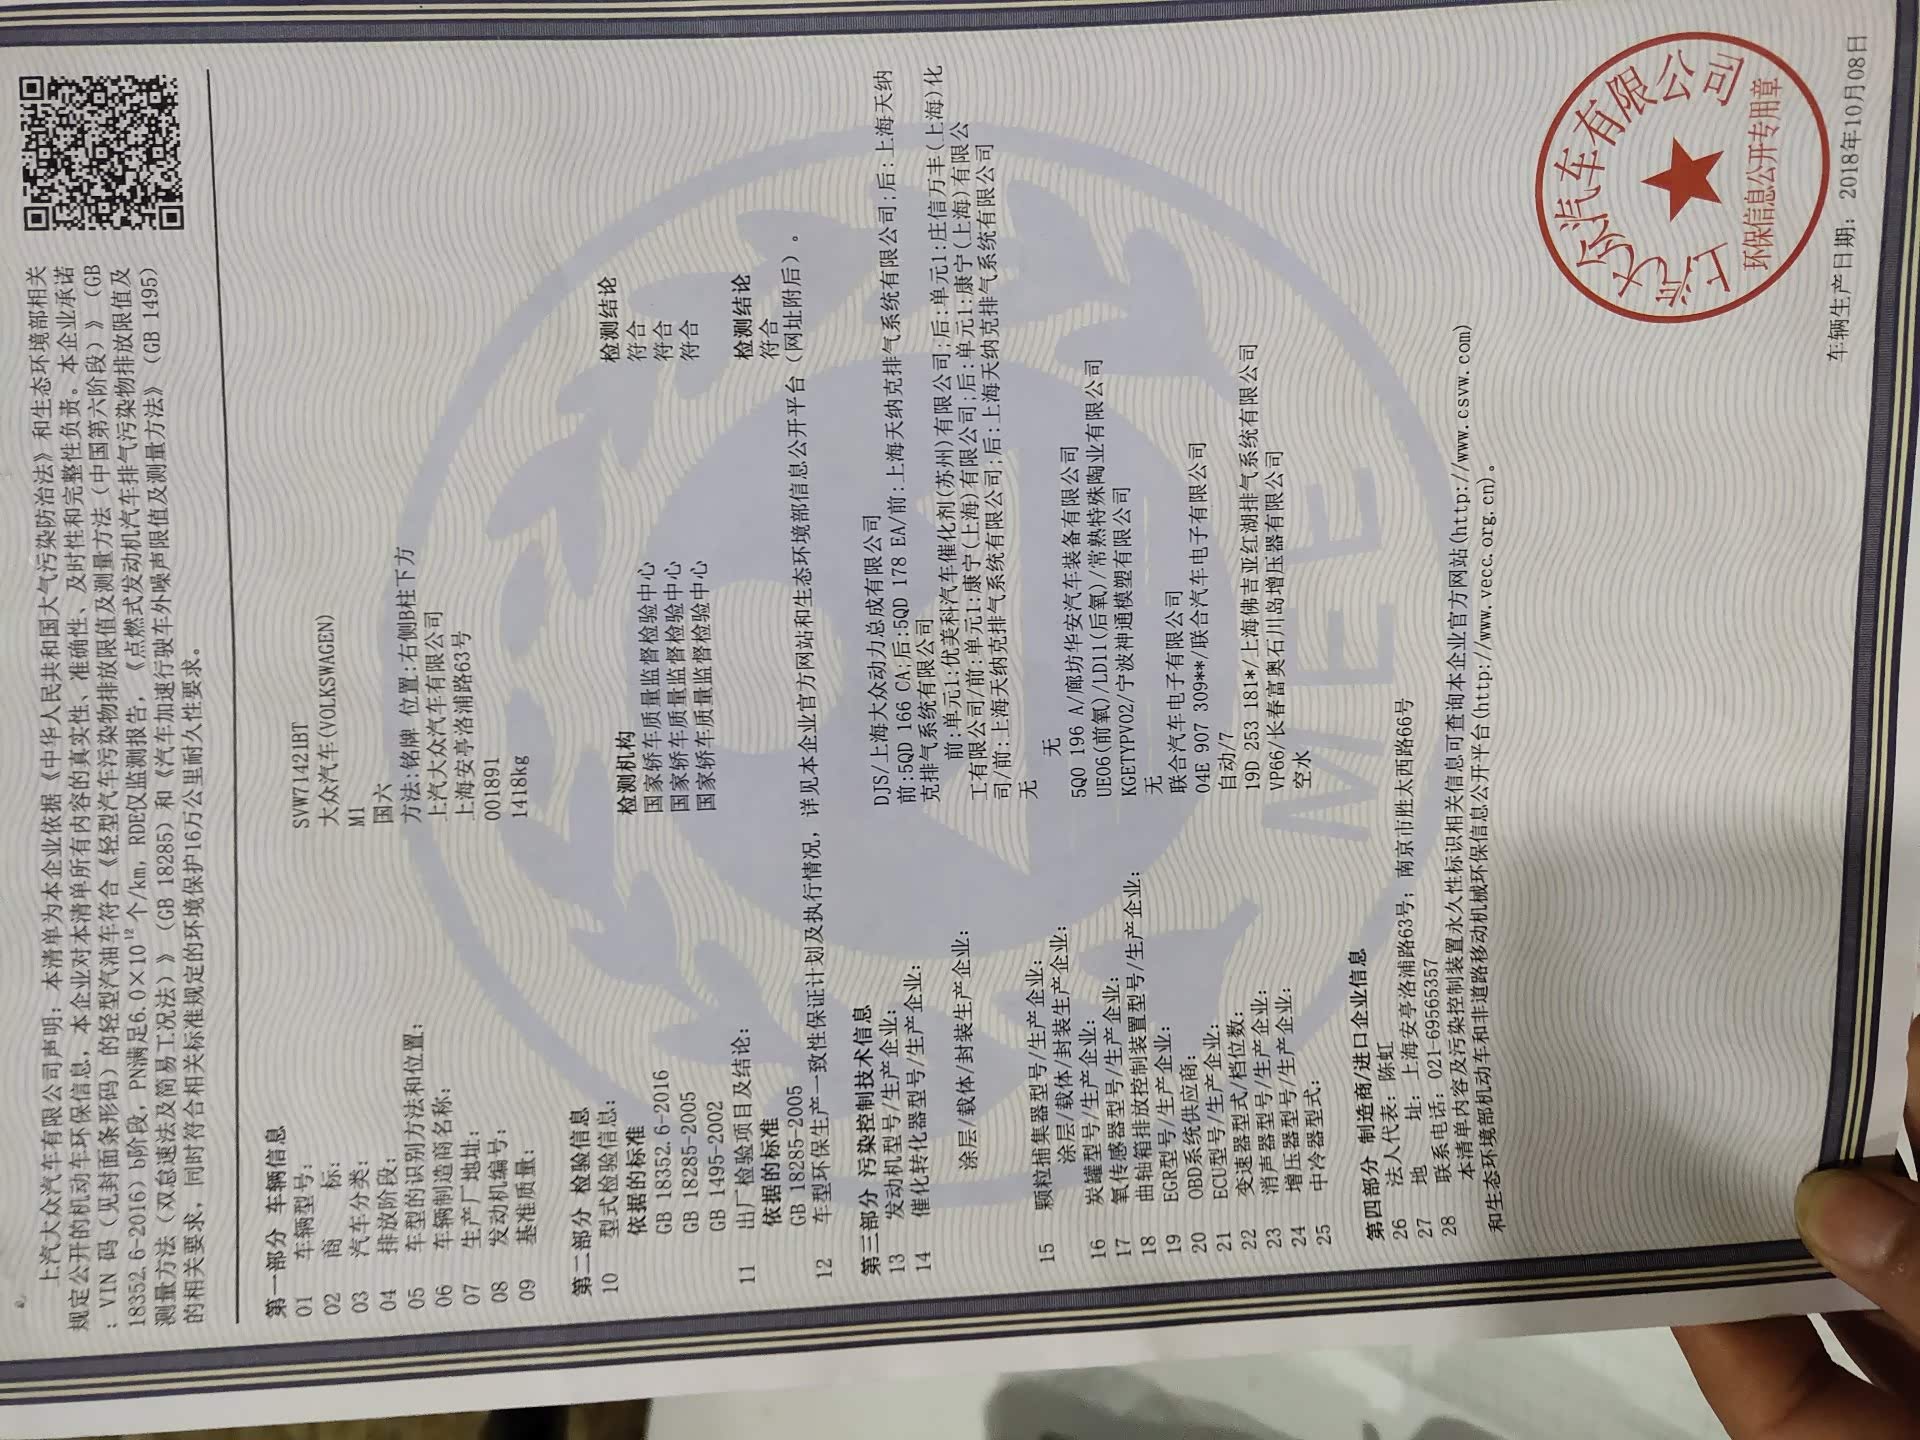 上汽大众汽车有限公司声明：本清单为本企业依据《中华人民共和国大气污染防治法》和生态环境部相关
规定公开的机动车环保信息，本企业对本清单所有内容的真实性、准确性、及时性和完整性负责。本企业承诺
：VIN 码（见封面条形码）的轻型汽油车符合《轻型汽车污染物排放限值及测量方法（中国第六阶段）》（GB
18352.6-2016）b阶段，PN满足6.0×10¹²个/km，RDE仅监测报告，《点燃式发动机汽车排气污染物排放限值及
测量方法（双怠速法及简易工况法）》（GB 18285）和《汽车加速行驶车外噪声限值及测量方法》（GB 1495）
的相关要求，同时符合相关标准规定的环境保护16万公里耐久性要求。
第一部分 车辆信息
01 车辆型号： SVW71421BT
02 商 标： 大众汽车(VOLKSWAGEN)
03 汽车分类： M1
04 排放阶段： 国六
05 车型的识别方法和位置： 方法:铭牌 位置:右侧B柱下方
06 车辆制造商名称： 上汽大众汽车有限公司
07 生产厂地址： 上海安亭洛浦路63号
08 发动机编号： 001891
09 基准质量： 1418kg
第二部分 检验信息
10 型式检验信息：
依据的标准 检测机构 检测结论
GB 18352.6-2016 国家轿车质量监督检验中心 符合
GB 18285-2005 国家轿车质量监督检验中心 符合
GB 1495-2002 国家轿车质量监督检验中心 符合
11 出厂检验项目及结论：
依据的标准 检测结论
GB 18285-2005 符合
12 车型环保生产一致性保证计划及执行情况，详见本企业官方网站和生态环境部信息公开平台（网址附后）。
第三部分 污染控制技术信息
13 发动机型号/生产企业： DJS/上海大众动力总成有限公司
14 催化转化器型号/生产企业： 前:5QD 166 CA;后:5QD 178 EA/前:上海天纳克排气系统有限公司;后:上海天纳
克排气系统有限公司
涂层/载体/封装生产企业： 前:单元1:优美科汽车催化剂(苏州)有限公司;后:单元1:庄信万丰(上海)化
工有限公司/前:单元1:康宁(上海)有限公司;后:单元1:康宁(上海)有限公
司/前:上海天纳克排气系统有限公司;后:上海天纳克排气系统有限公司
15 颗粒捕集器型号/生产企业： 无
涂层/载体/封装生产企业： 无
16 炭罐型号/生产企业： 5Q0 196 A/廊坊华安汽车装备有限公司
17 氧传感器型号/生产企业： UE06(前氧)/LD11(后氧)/常熟特殊陶业有限公司
18 曲轴箱排放控制装置型号/生产企业： KGETYPV02/宁波神通模塑有限公司
19 EGR型号/生产企业： 无
20 OBD系统供应商： 联合汽车电子有限公司
21 ECU型号/生产企业： 04E 907 309**/联合汽车电子有限公司
22 变速器型式/档位数： 自动/7
23 消声器型号/生产企业： 19D 253 181*/上海佛吉亚红湖排气系统有限公司
24 增压器型号/生产企业： VP66/长春富奥石川岛增压器有限公司
25 中冷器型式： 空水
第四部分 制造商/进口企业信息
26 法人代表：陈虹
27 地 址：上海安亭洛浦路63号；南京市胜太西路66号
28 联系电话：021-69565357
本清单内容及污染控制装置永久性标识相关信息可查询本企业官方网站(http://www.csvw.com)
和生态环境部机动车和非道路移动机械环保信息公开平台(http://www.vecc.org.cn)。
MEE
上汽大众汽车有限公司
环保信息公开专用章
车辆生产日期：2018年10月08日